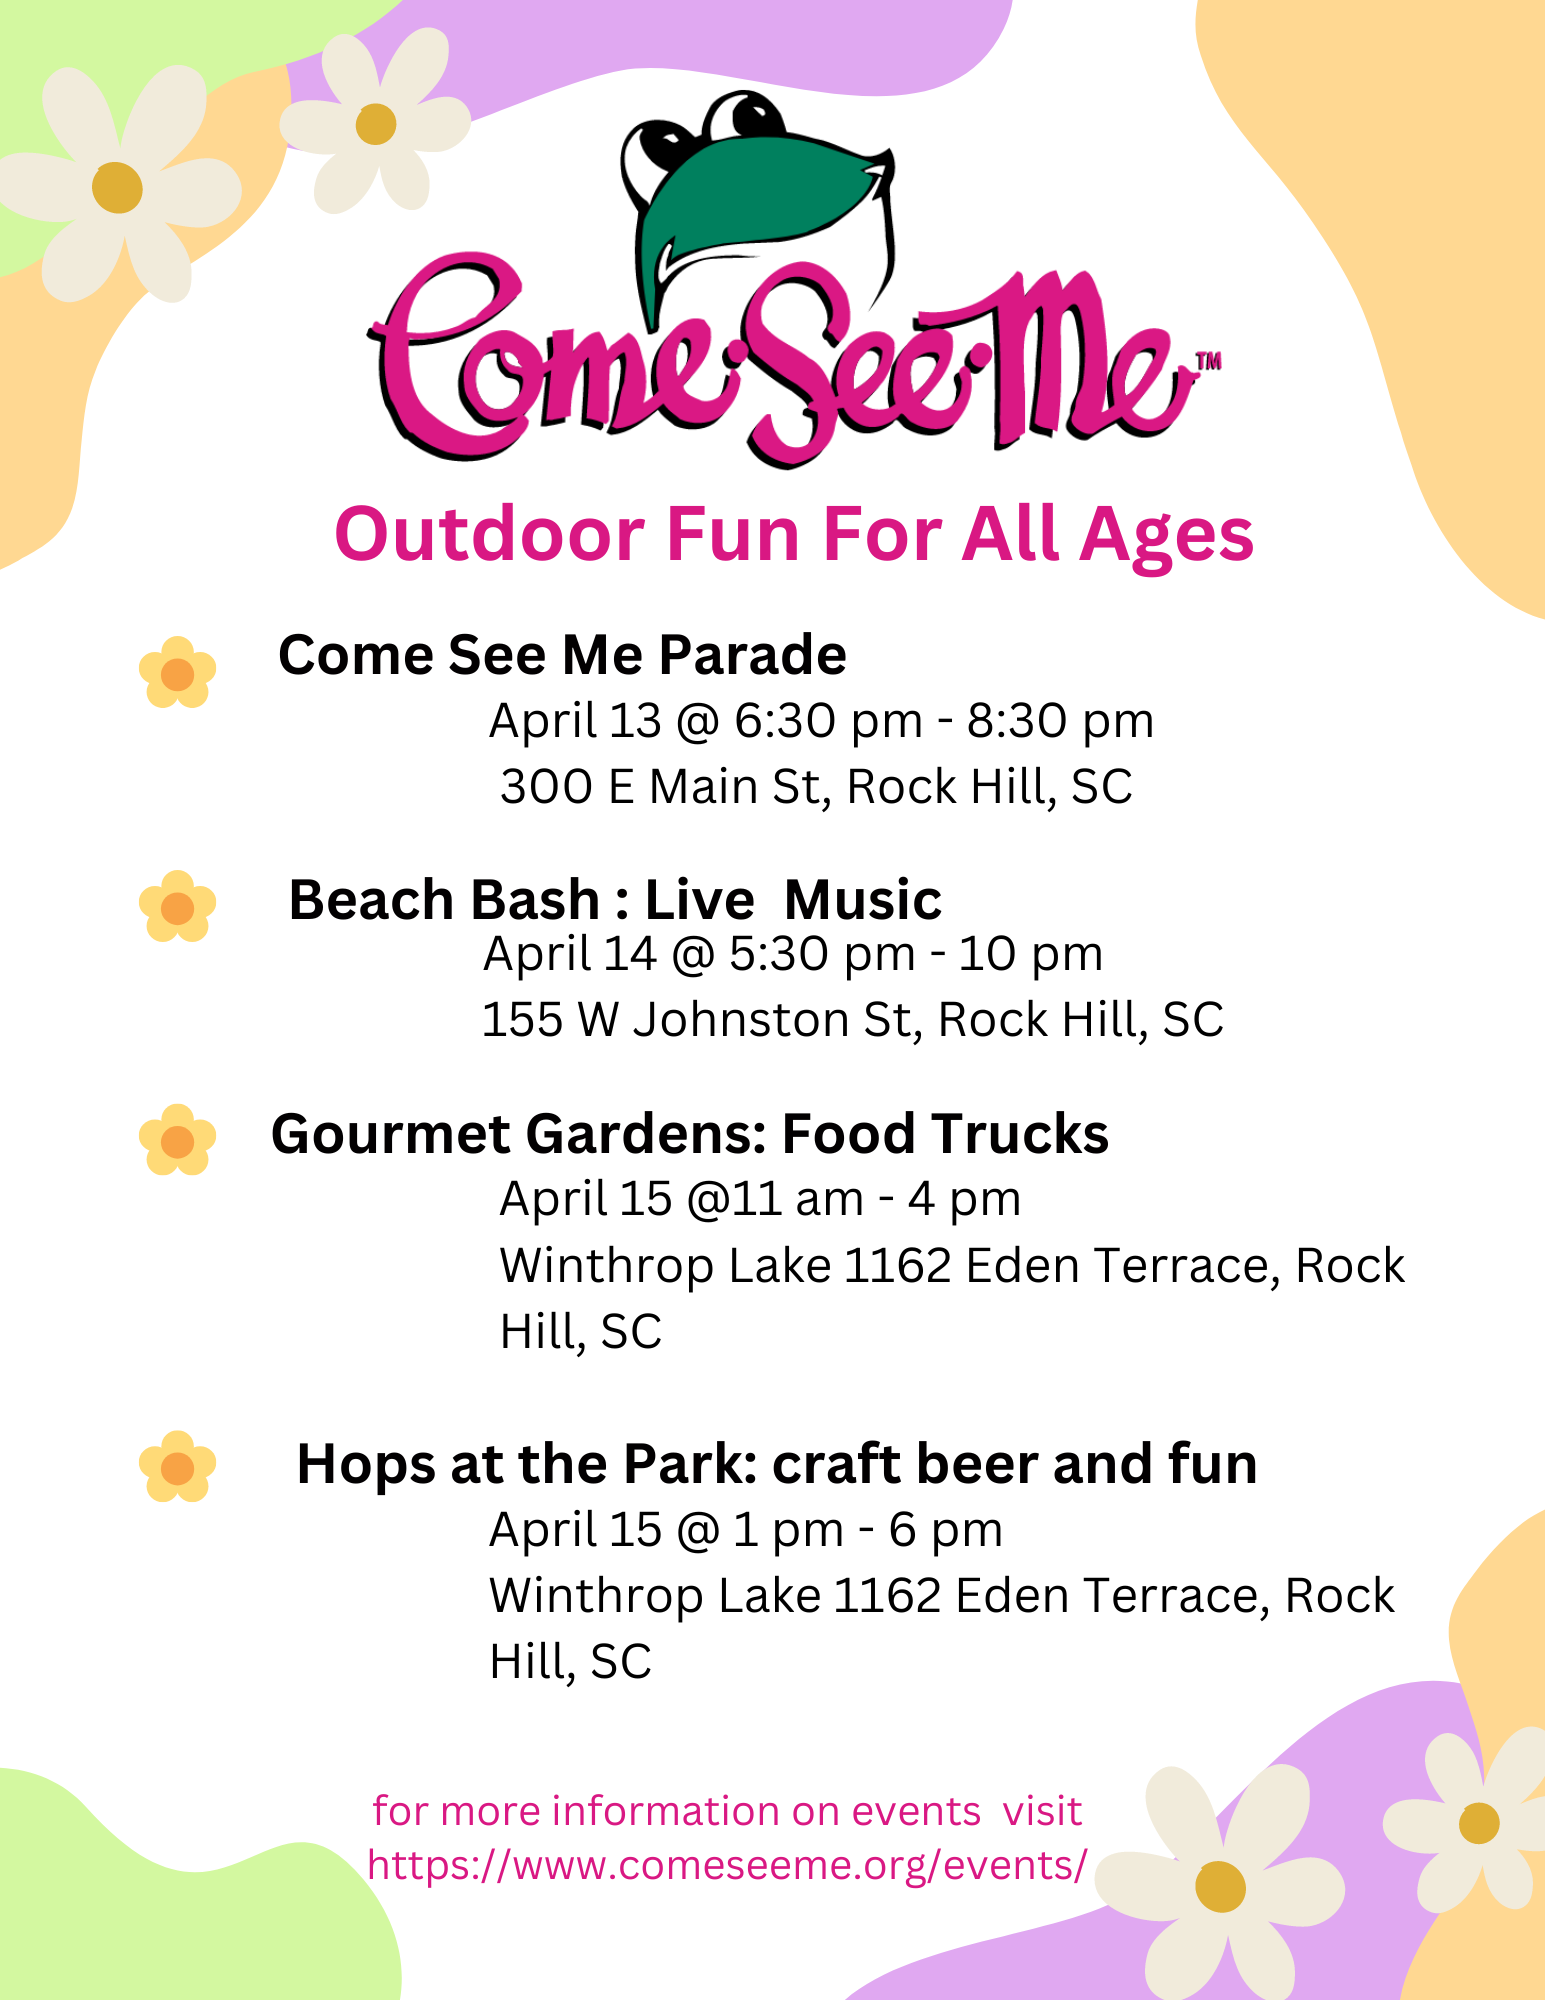 Come·See·Me™
Outdoor Fun For All Ages
Come See Me Parade
April 13 @ 6:30 pm - 8:30 pm
300 E Main St, Rock Hill, SC
Beach Bash : Live  Music
April 14 @ 5:30 pm - 10 pm
155 W Johnston St, Rock Hill, SC
Gourmet Gardens: Food Trucks
April 15 @11 am - 4 pm
Winthrop Lake 1162 Eden Terrace, Rock
Hill, SC
Hops at the Park: craft beer and fun
April 15 @ 1 pm - 6 pm
Winthrop Lake 1162 Eden Terrace, Rock
Hill, SC
for more information on events  visit
https://www.comeseeme.org/events/